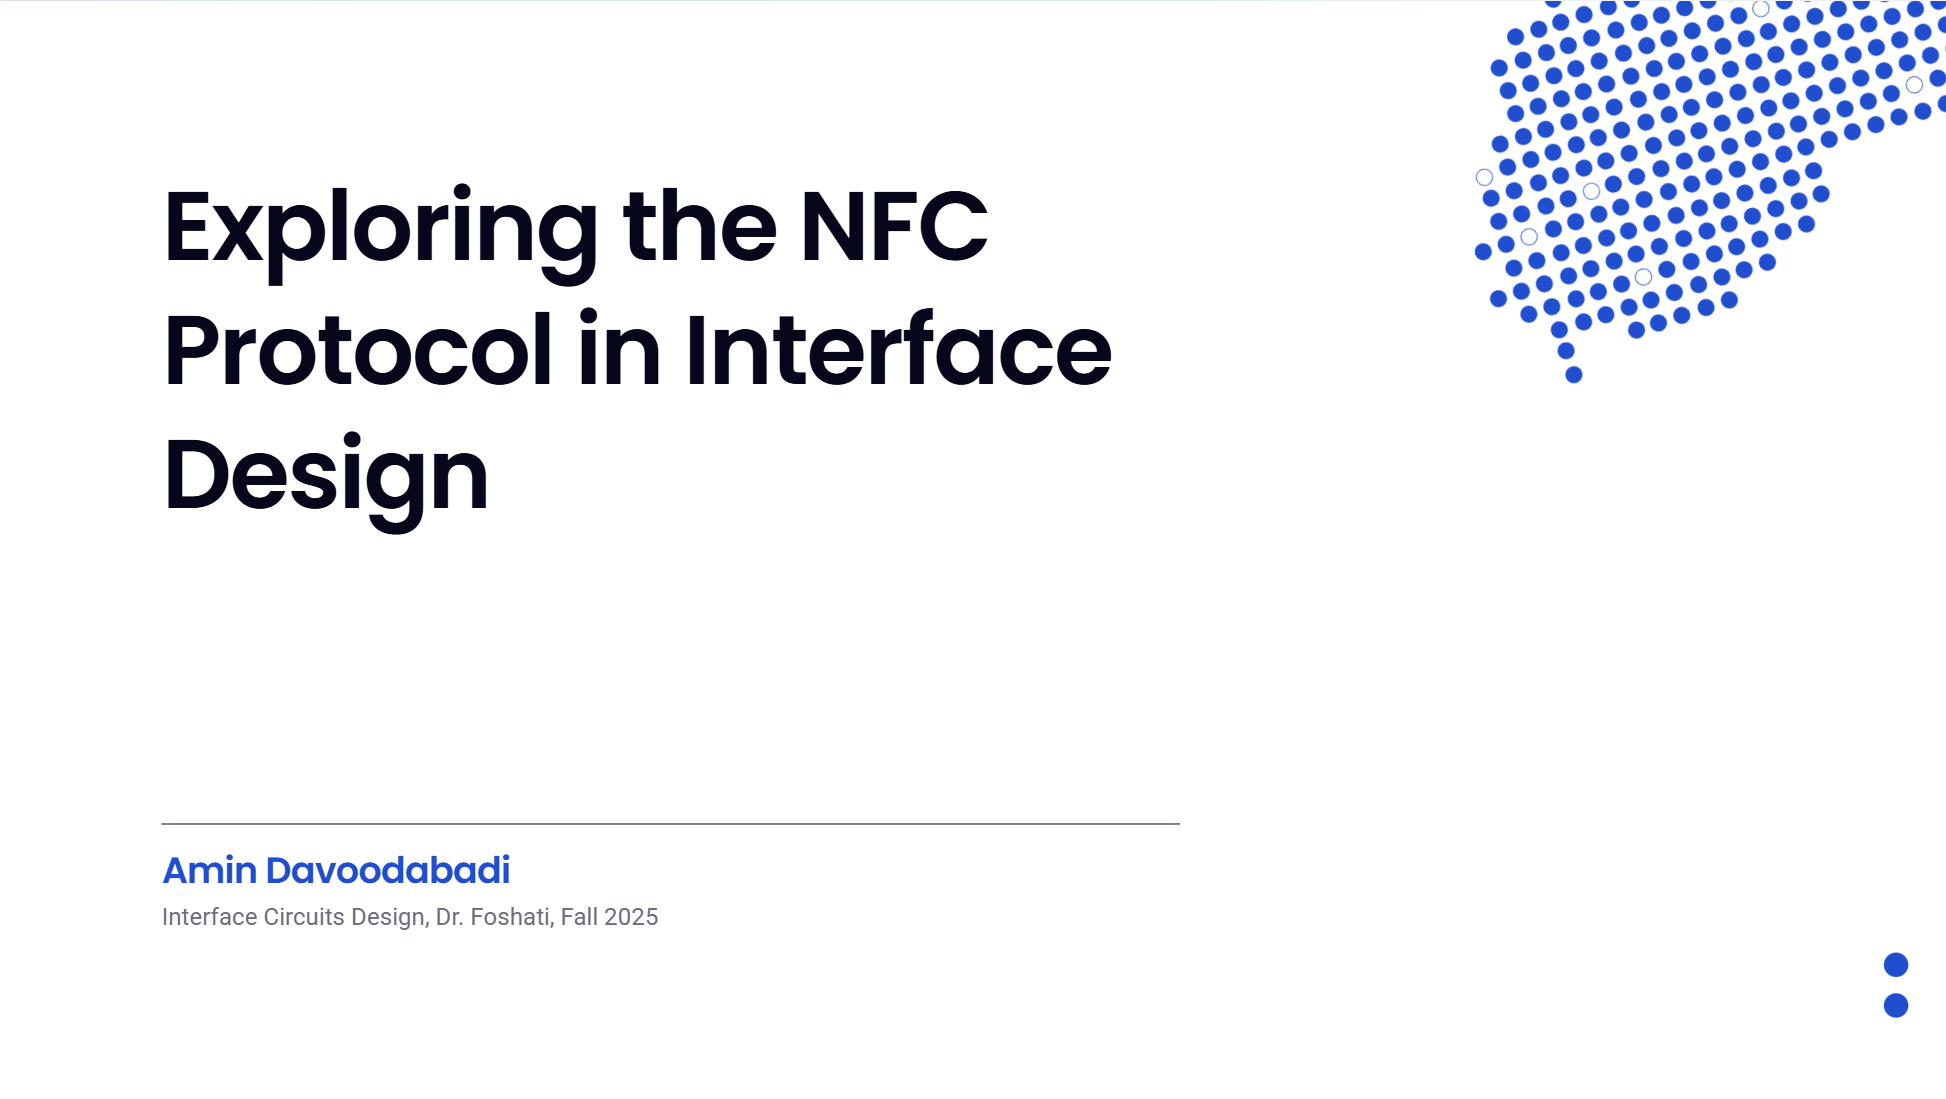 Exploring the NFC
Protocol in Interface
Design
Amin Davoodabadi
Interface Circuits Design, Dr. Foshati, Fall 2025